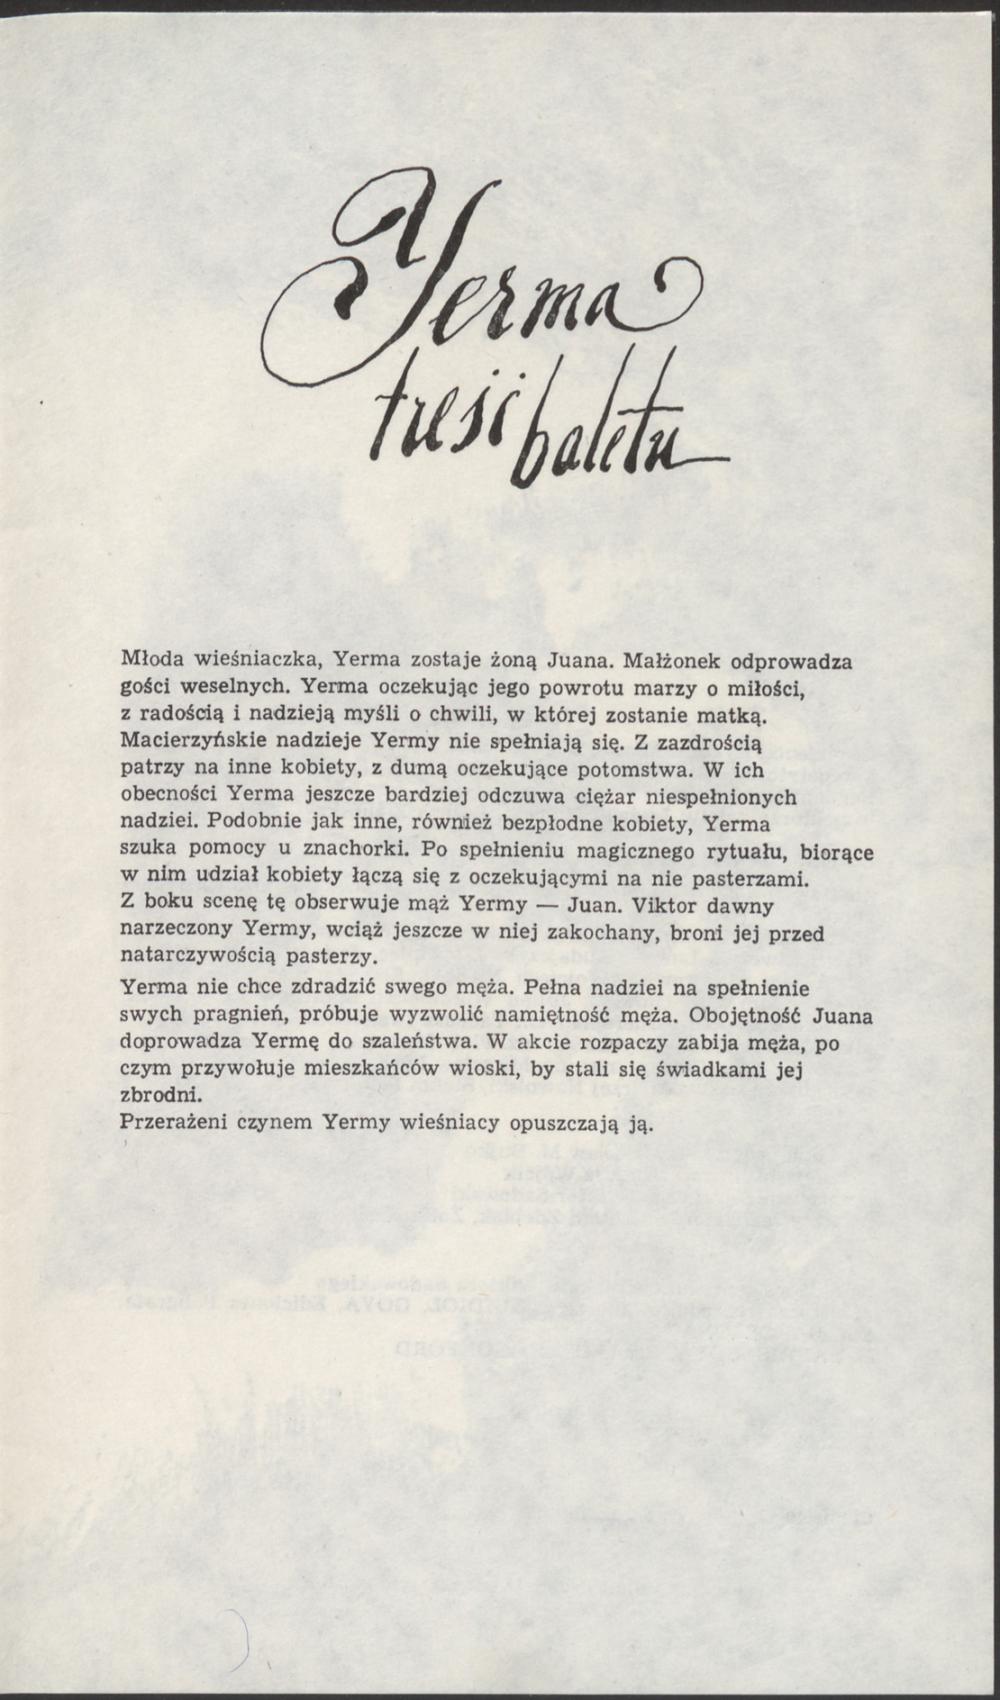 Yerma
treść baletu
Młoda wieśniaczka, Yerma zostaje żoną Juana. Małżonek odprowadza
gości weselnych. Yerma oczekując jego powrotu marzy o miłości,
z radością i nadzieją myśli o chwili, w której zostanie matką.
Macierzyńskie nadzieje Yermy nie spełniają się. Z zazdrością
patrzy na inne kobiety, z dumą oczekujące potomstwa. W ich
obecności Yerma jeszcze bardziej odczuwa ciężar niespełnionych
nadziei. Podobnie jak inne, również bezpłodne kobiety, Yerma
szuka pomocy u znachorki. Po spełnieniu magicznego rytuału, biorące
w nim udział kobiety łączą się z oczekującymi na nie pasterzami.
Z boku scenę tę obserwuje mąż Yermy — Juan. Viktor dawny
narzeczony Yermy, wciąż jeszcze w niej zakochany, broni jej przed
natarczywością pasterzy.
Yerma nie chce zdradzić swego męża. Pełna nadziei na spełnienie
swych pragnień, próbuje wyzwolić namiętność męża. Obojętność Juana
doprowadza Yermę do szaleństwa. W akcie rozpaczy zabija męża, po
czym przywołuje mieszkańców wioski, by stali się świadkami jej
zbrodni.
Przerażeni czynem Yermy wieśniacy opuszczają ją.